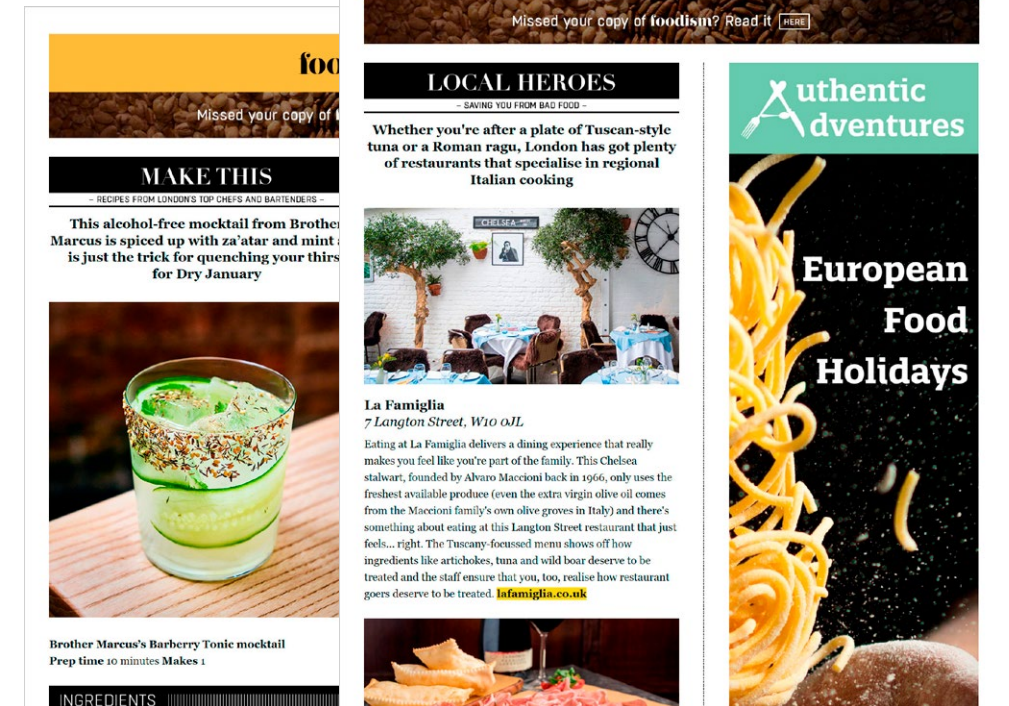 foo
Missed your copy of
MAKE THIS
– RECIPES FROM LONDON'S TOP CHEFS AND BARTENDERS –
This alcohol-free mocktail from Brother
Marcus is spiced up with za'atar and mint
is just the trick for quenching your thirs
for Dry January
Brother Marcus's Barberry Tonic mocktail
Prep time 10 minutes Makes 1
INGREDIENTS
Missed your copy of foodism? Read it HERE
LOCAL HEROES
– SAVING YOU FROM BAD FOOD –
Whether you're after a plate of Tuscan-style
tuna or a Roman ragu, London has got plenty
of restaurants that specialise in regional
Italian cooking
CHELSEA
La Famiglia
7 Langton Street, W10 0JL
Eating at La Famiglia delivers a dining experience that really
makes you feel like you're part of the family. This Chelsea
stalwart, founded by Alvaro Maccioni back in 1966, only uses the
freshest available produce (even the extra virgin olive oil comes
from the Maccioni family's own olive groves in Italy) and there's
something about eating at this Langton Street restaurant that just
feels... right. The Tuscany-focussed menu shows off how
ingredients like artichokes, tuna and wild boar deserve to be
treated and the staff ensure that you, too, realise how restaurant
goers deserve to be treated. lafamiglia.co.uk
Authentic
Adventures
European
Food
Holidays